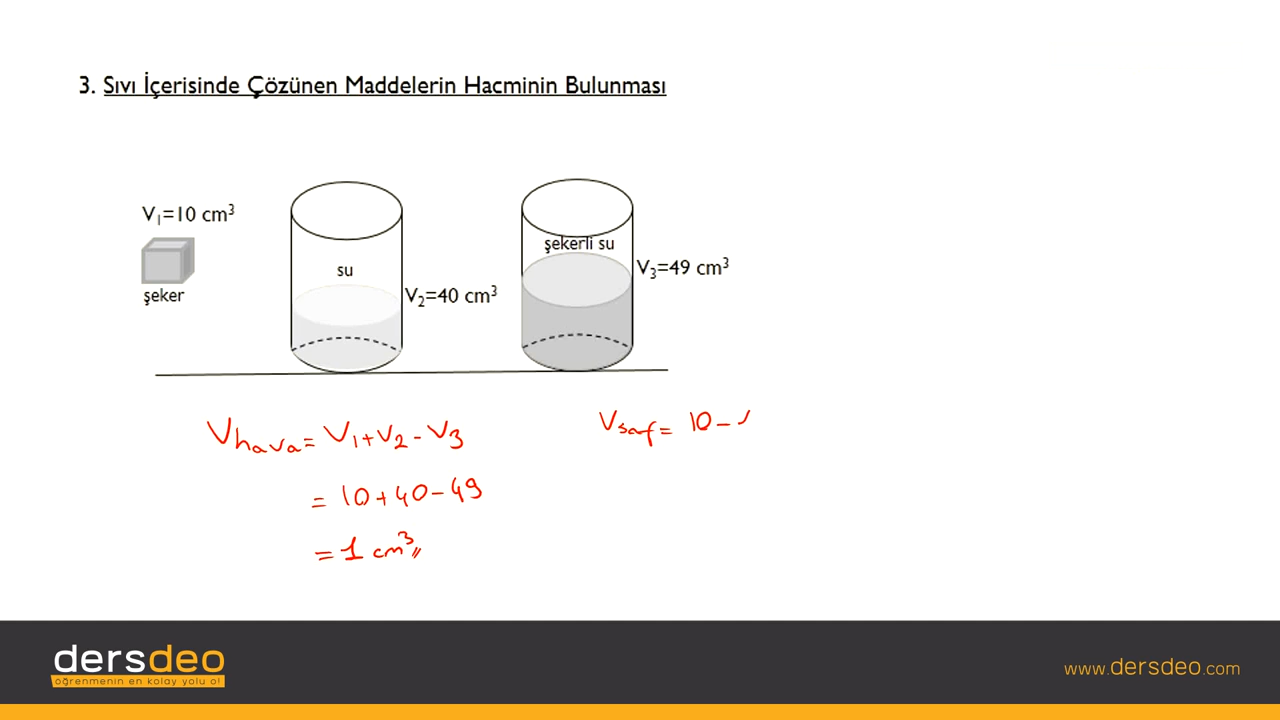 3. Sıvı İçerisinde Çözünen Maddelerin Hacminin Bulunması
V₁=10 cm³
şeker
su
V₂=40 cm³
şekerli su
V₃=49 cm³
Vhava = V₁+V₂-V₃
= 10+40-49
= 1 cm³
Vsaf = 10-
dersdeo
öğrenmenin en kolay yolu o!
www.dersdeo.com